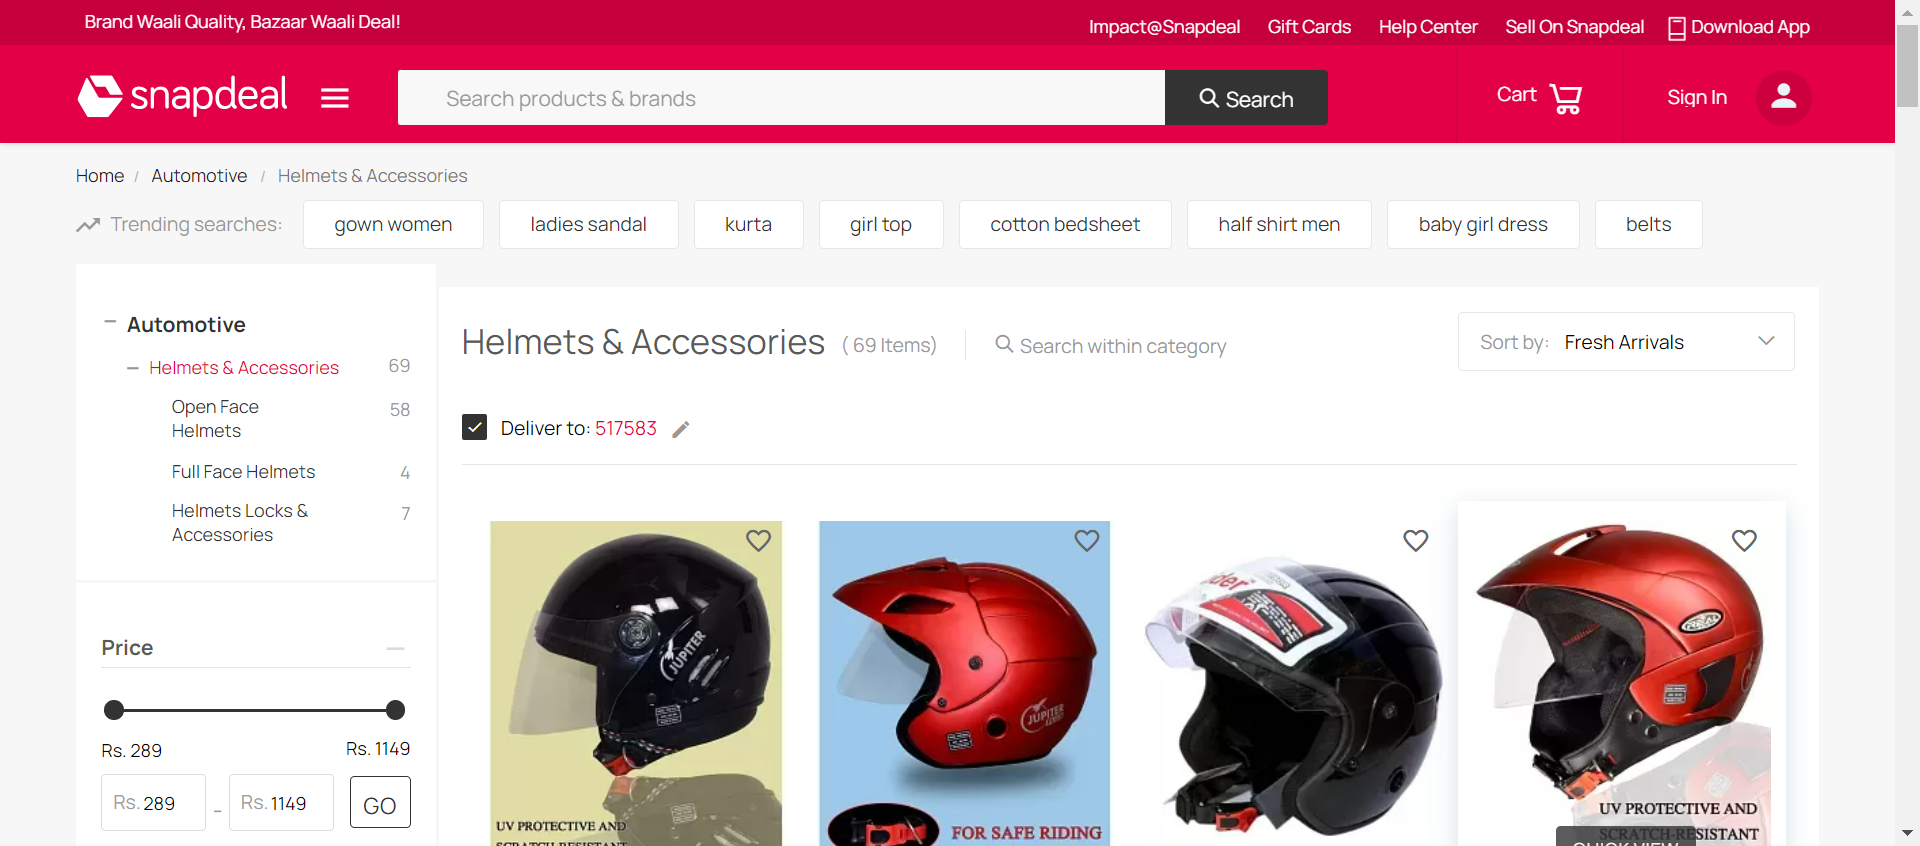 Brand Waali Quality, Bazaar Waali Deal!
Impact@Snapdeal Gift Cards Help Center Sell On Snapdeal Download App
snapdeal
Search products & brands
Search
Cart
Sign In
Home / Automotive / Helmets & Accessories
Trending searches: gown women ladies sandal kurta girl top cotton bedsheet half shirt men baby girl dress belts
Automotive
Helmets & Accessories 69
Open Face
Helmets 58
Full Face Helmets 4
Helmets Locks &
Accessories 7
Price
Rs. 289 Rs. 1149
Rs. 289 - Rs. 1149 GO
Helmets & Accessories ( 69 Items) Search within category
Sort by: Fresh Arrivals
Deliver to: 517583
JUPITER
UV PROTECTIVE AND
SCRATCH-RESISTANT
JUPITER
FOR SAFE RIDING
UV PROTECTIVE AND
SCRATCH-RESISTANT
QUICK VIEW